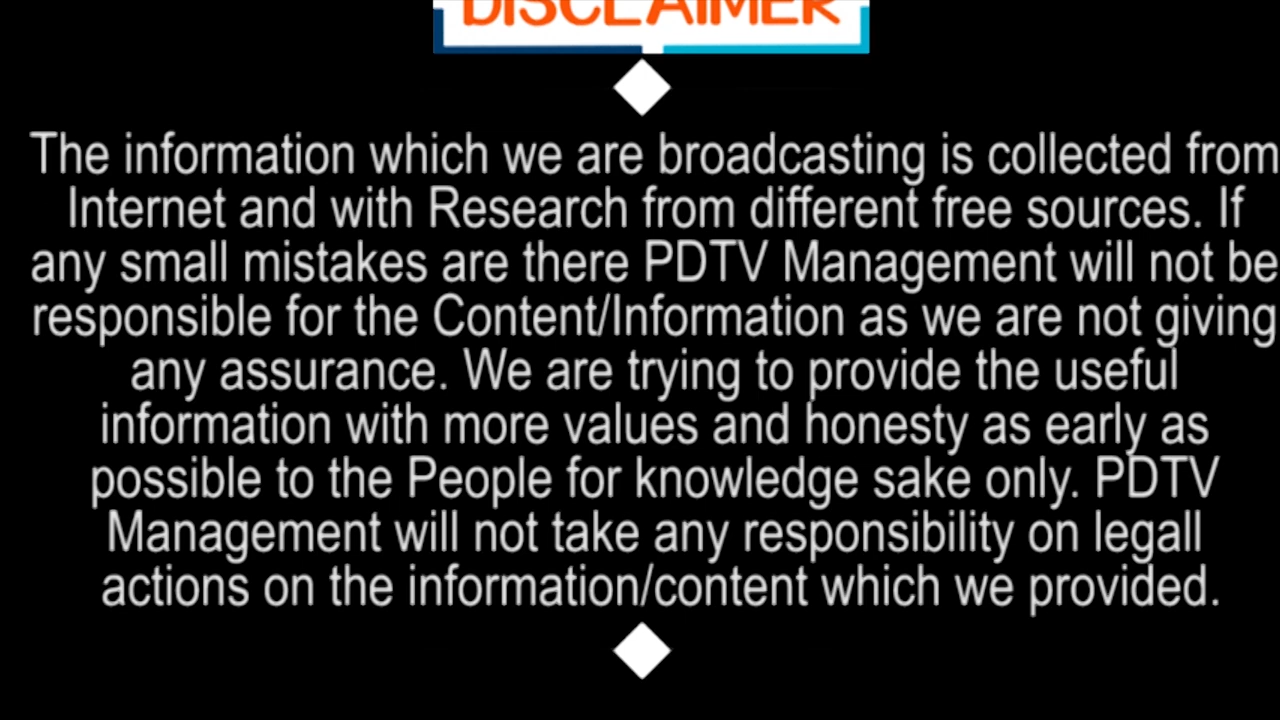 DISCLAIMER
The information which we are broadcasting is collected from
Internet and with Research from different free sources. If
any small mistakes are there PDTV Management will not be
responsible for the Content/Information as we are not giving
any assurance. We are trying to provide the useful
information with more values and honesty as early as
possible to the People for knowledge sake only. PDTV
Management will not take any responsibility on legall
actions on the information/content which we provided.